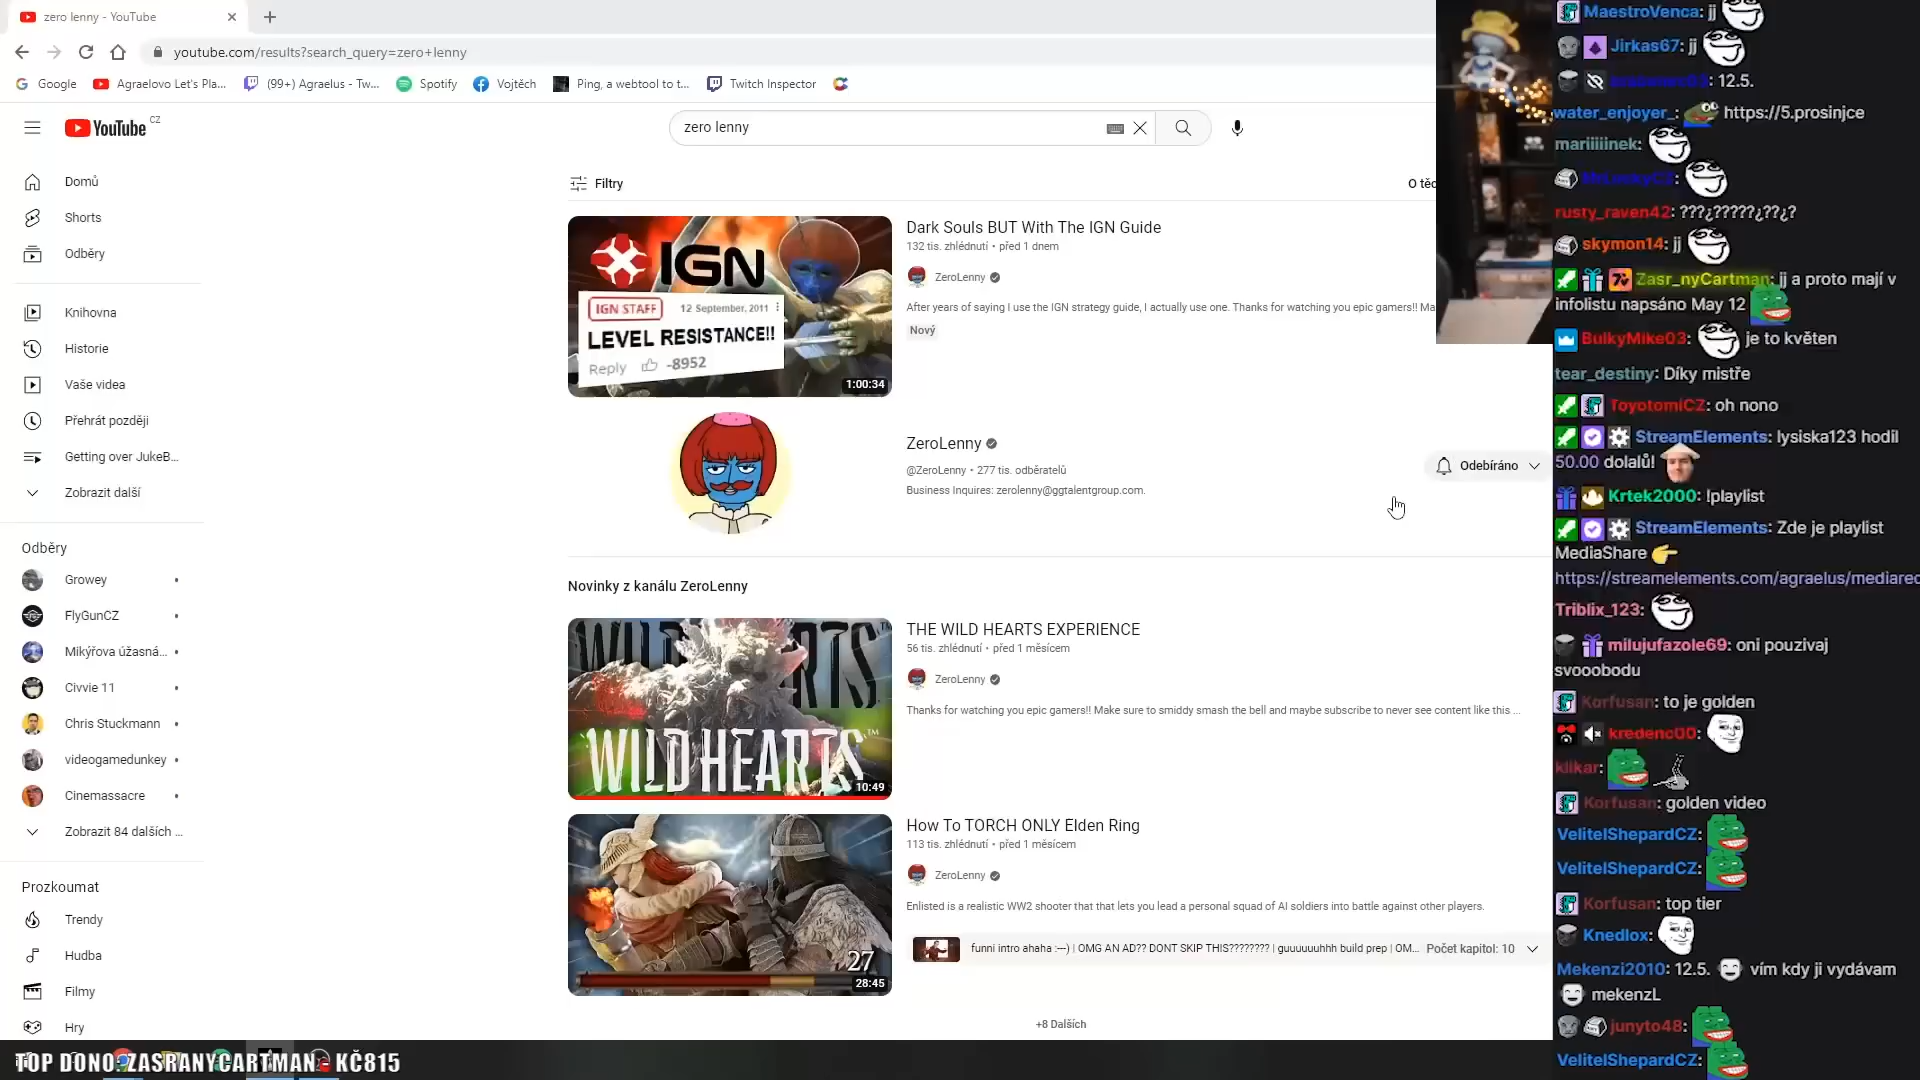 zero lenny - YouTube
youtube.com/results?search_query=zero+lenny
Google
Agraelovo Let's Pla...
(99+) Agraelus - Tw...
Spotify
Vojtěch
Ping, a webtool to t...
Twitch Inspector
YouTube CZ
zero lenny
Domů
Shorts
Odběry
Knihovna
Historie
Vaše videa
Přehrát později
Getting over JukeB...
Zobrazit další
Odběry
Growey
FlyGunCZ
Mikýřova úžasná...
Civvie 11
Chris Stuckmann
videogamedunkey
Cinemassacre
Zobrazit 84 dalších ...
Prozkoumat
Trendy
Hudba
Filmy
Hry
Filtry
O těc
IGN
IGN STAFF 12 September, 2011
LEVEL RESISTANCE!!
Reply -8952
1:00:34
Dark Souls BUT With The IGN Guide
132 tis. zhlédnutí • před 1 dnem
ZeroLenny
After years of saying I use the IGN strategy guide, I actually use one. Thanks for watching you epic gamers!! Ma
Nový
ZeroLenny
@ZeroLenny • 277 tis. odběratelů
Business Inquires: zerolenny@ggtalentgroup.com.
Odebíráno
Novinky z kanálu ZeroLenny
WILD HEARTS™
10:49
THE WILD HEARTS EXPERIENCE
56 tis. zhlédnutí • před 1 měsícem
ZeroLenny
Thanks for watching you epic gamers!! Make sure to smiddy smash the bell and maybe subscribe to never see content like this ...
27
28:45
How To TORCH ONLY Elden Ring
113 tis. zhlédnutí • před 1 měsícem
ZeroLenny
Enlisted is a realistic WW2 shooter that that lets you lead a personal squad of AI soldiers into battle against other players.
funni intro ahaha :---) | OMG AN AD?? DONT SKIP THIS???????? | guuuuuuhhh build prep | OM... Počet kapitol: 10
+8 Dalších
TOP DONO: ZASRANYCARTMAN - KČ815
MaestroVenca: jj
Jirkas67: jj
: 12.5.
water_enjoyer_: https://5.prosinjce
mariiiiinek:
MrLuckyCZ:
rusty_raven42: ???¿?????¿??¿?
skymon14: jj
Zasr_nyCartman: jj a proto mají v
infolistu napsáno May 12
BulkyMike03: je to květen
tear_destiny: Díky mistře
ToyotomiCZ: oh nono
StreamElements: lysiska123 hodil
50.00 dolalů!
Krtek2000: !playlist
StreamElements: Zde je playlist
MediaShare
https://streamelements.com/agraelus/mediarec
Triblix_123:
milujufazole69: oni pouzivaj
svooobodu
Korfusan: to je golden
kredenc00:
klikar:
Korfusan: golden video
VelitelShepardCZ:
VelitelShepardCZ:
Korfusan: top tier
Knedlox:
Mekenzi2010: 12.5. vím kdy ji vydávam
mekenzL
junyto48:
VelitelShepardCZ: